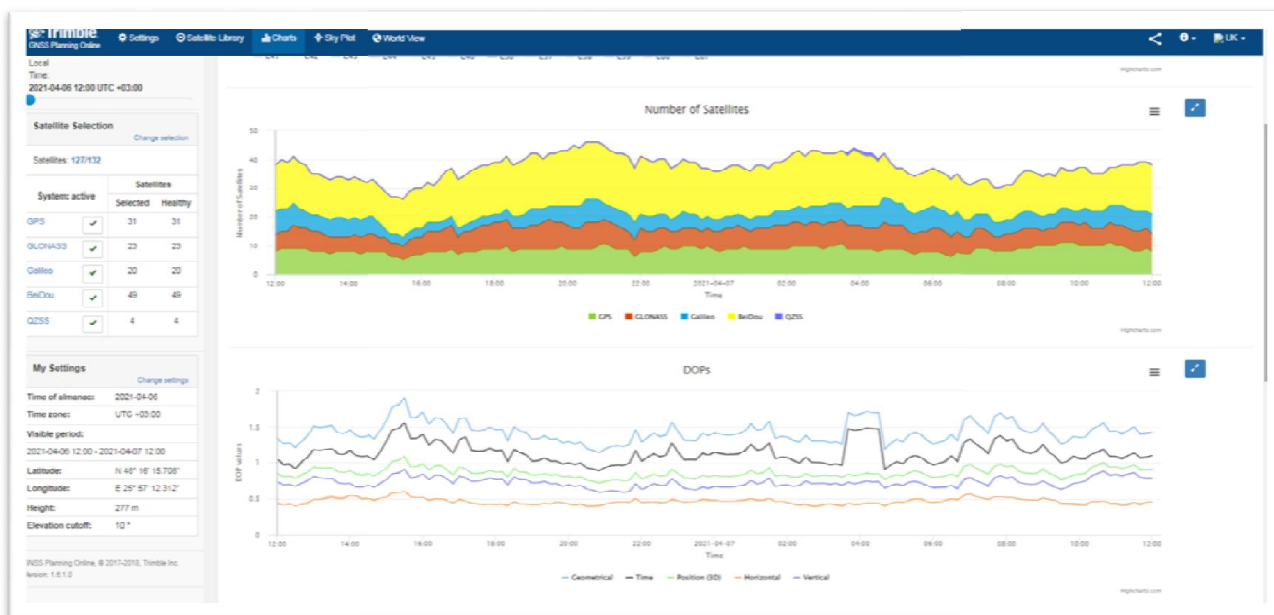 Trimble
GNSS Planning Online
Settings
Satellite Library
Charts
Sky Plot
World View
UK
Local
Time:
2021-04-06 12:00 UTC +03:00
Satellite Selection
Change selection
Satellites: 127/132
System: active
Satellites
Selected Healthy
GPS 31 31
GLONASS 23 23
Galileo 20 20
BeiDou 49 49
QZSS 4 4
My Settings
Change settings
Time of almanac: 2021-04-06
Time zone: UTC +03:00
Visible period:
2021-04-06 12:00 - 2021-04-07 12:00
Latitude:
Longitude:
Height: 277 m
Elevation cutoff: 10 °
GNSS Planning Online, © 2017-2018, Trimble Inc.
Version: 1.6.1.0
Highcharts.com
Number of Satellites
Number of Satellites
50
40
30
20
10
0
12:00 14:00 16:00 18:00 20:00 22:00 2021-04-07 02:00 04:00 06:00 08:00 10:00 12:00
Time
GPS GLONASS Galileo BeiDou QZSS
Highcharts.com
DOPs
DOP values
2
1.5
1
0.5
0
12:00 14:00 16:00 18:00 20:00 22:00 2021-04-07 02:00 04:00 06:00 08:00 10:00 12:00
Time
Geometrical Time Position (3D) Horizontal Vertical
Highcharts.com